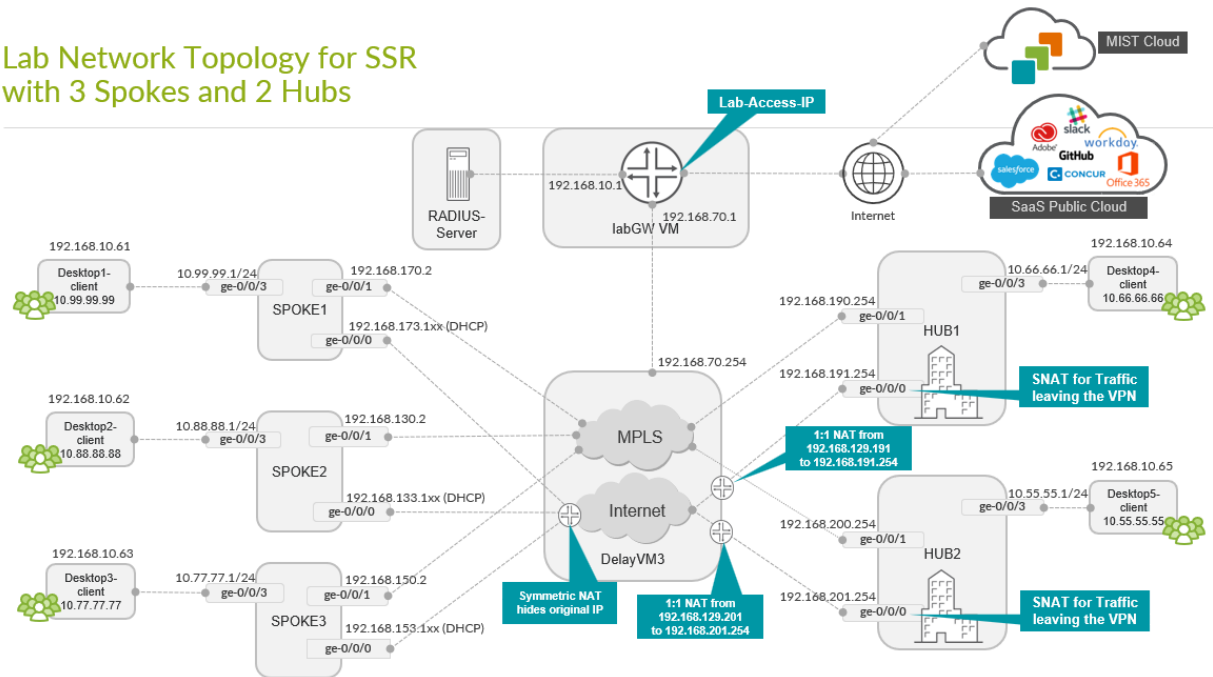 Lab Network Topology for SSR
with 3 Spokes and 2 Hubs
MIST Cloud
Lab-Access-IP
slack
Adobe
workday.
GitHub
salesforce
C. CONCUR
Office 365
SaaS Public Cloud
Internet
192.168.10.1
192.168.70.1
labGW VM
RADIUS-
Server
192.168.10.61
Desktop1-
client
10.99.99.99
10.99.99.1/24
ge-0/0/3
SPOKE1
192.168.170.2
ge-0/0/1
192.168.173.1xx (DHCP)
ge-0/0/0
192.168.10.62
Desktop2-
client
10.88.88.88
10.88.88.1/24
ge-0/0/3
SPOKE2
192.168.130.2
ge-0/0/1
192.168.133.1xx (DHCP)
ge-0/0/0
192.168.10.63
Desktop3-
client
10.77.77.77
10.77.77.1/24
ge-0/0/3
SPOKE3
192.168.150.2
ge-0/0/1
192.168.153.1xx (DHCP)
ge-0/0/0
192.168.70.254
MPLS
Internet
DelayVM3
Symmetric NAT
hides original IP
1:1 NAT from
192.168.129.201
to 192.168.201.254
1:1 NAT from
192.168.129.191
to 192.168.191.254
192.168.190.254
ge-0/0/1
HUB1
192.168.191.254
ge-0/0/0
10.66.66.1/24
ge-0/0/3
192.168.10.64
Desktop4-
client
10.66.66.66
SNAT for Traffic
leaving the VPN
192.168.200.254
ge-0/0/1
HUB2
192.168.201.254
ge-0/0/0
10.55.55.1/24
ge-0/0/3
192.168.10.65
Desktop5-
client
10.55.55.55
SNAT for Traffic
leaving the VPN